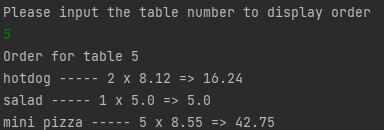 Please input the table number to display order
5
Order for table 5
hotdog ----- 2 x 8.12 => 16.24
salad ----- 1 x 5.0 => 5.0
mini pizza ----- 5 x 8.55 => 42.75